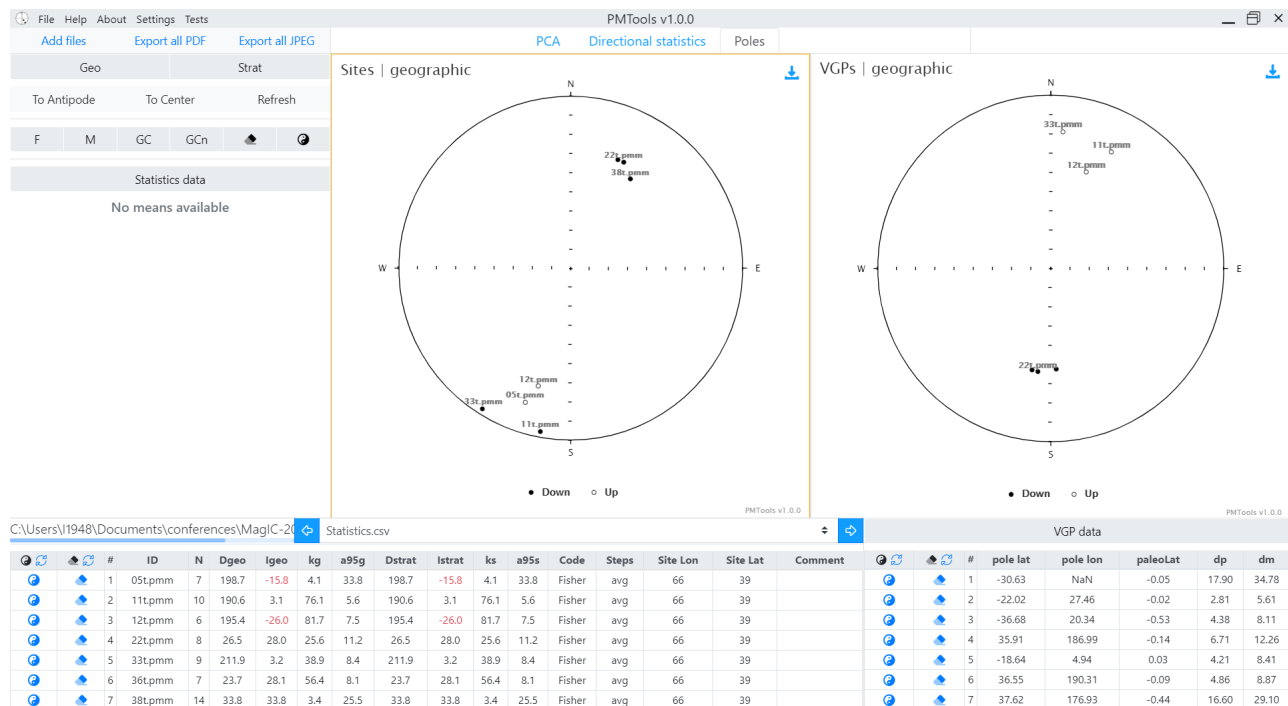 File Help About Settings Tests PMTools v1.0.0
Add files Export all PDF Export all JPEG PCA Directional statistics Poles
Geo Strat
To Antipode To Center Refresh
F M GC GCn
Statistics data
No means available
Sites | geographic
N
22t.pmm
38t.pmm
W E
12t.pmm
05t.pmm
33t.pmm
11t.pmm
S
Down Up
PMTools v1.0.0
VGPs | geographic
N
33t.pmm
11t.pmm
12t.pmm
W E
22t.pmm
S
Down Up
PMTools v1.0.0
C:\Users\I1948\Documents\conferences\MagIC-20 Statistics.csv VGP data
# ID N Dgeo Igeo kg a95g Dstrat Istrat ks a95s Code Steps Site Lon Site Lat Comment # pole lat pole lon paleoLat dp dm
1 05t.pmm 7 198.7 -15.8 4.1 33.8 198.7 -15.8 4.1 33.8 Fisher avg 66 39 1 -30.63 NaN -0.05 17.90 34.78
2 11t.pmm 10 190.6 3.1 76.1 5.6 190.6 3.1 76.1 5.6 Fisher avg 66 39 2 -22.02 27.46 -0.02 2.81 5.61
3 12t.pmm 6 195.4 -26.0 81.7 7.5 195.4 -26.0 81.7 7.5 Fisher avg 66 39 3 -36.68 20.34 -0.53 4.38 8.11
4 22t.pmm 8 26.5 28.0 25.6 11.2 26.5 28.0 25.6 11.2 Fisher avg 66 39 4 35.91 186.99 -0.14 6.71 12.26
5 33t.pmm 9 211.9 3.2 38.9 8.4 211.9 3.2 38.9 8.4 Fisher avg 66 39 5 -18.64 4.94 0.03 4.21 8.41
6 36t.pmm 7 23.7 28.1 56.4 8.1 23.7 28.1 56.4 8.1 Fisher avg 66 39 6 36.55 190.31 -0.09 4.86 8.87
7 38t.pmm 14 33.8 33.8 3.4 25.5 33.8 33.8 3.4 25.5 Fisher avg 66 39 7 37.62 176.93 -0.44 16.60 29.10